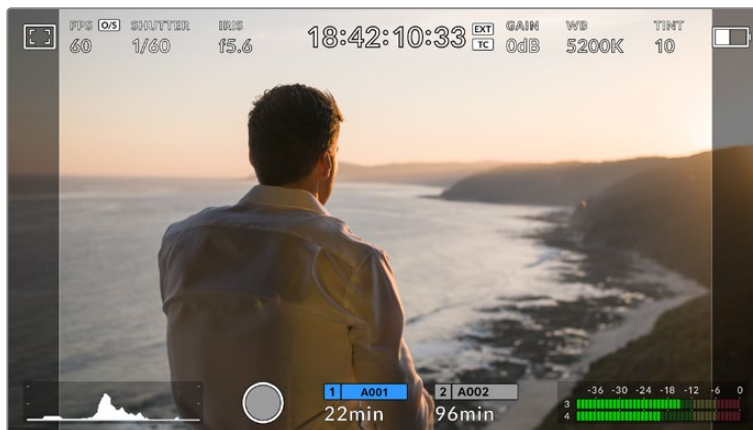 FPS O/S SHUTTER IRIS 18:42:10:33 EXT TC GAIN WB TINT
60 1/60 f5.6 0dB 5200K 10
1 A001 2 A002
22min 96min
-36 -30 -24 -18 -12 -6 0
3
4